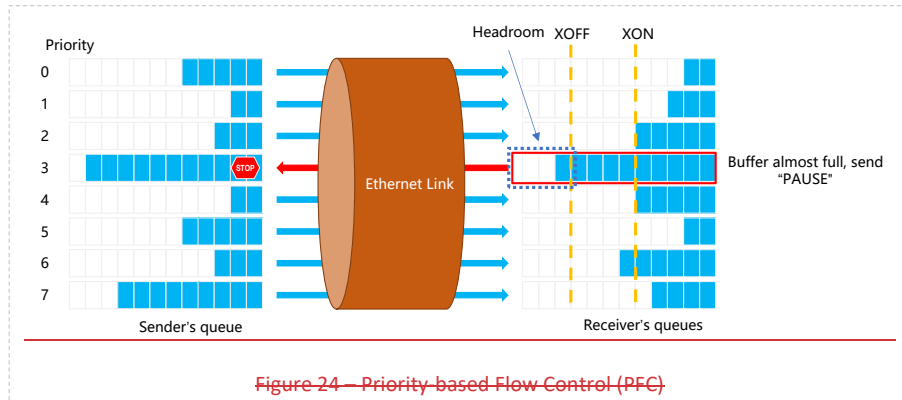 Headroom XOFF XON
Priority
0
1
2
3
STOP
Ethernet Link
Buffer almost full, send
“PAUSE"
4
5
6
7
Sender's queue
Receiver's queues
Figure 24 – Priority-based Flow Control (PFC)